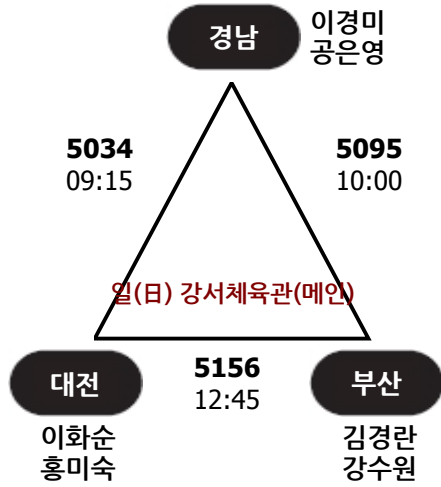 경남
이경미
공은영
5034
09:15
5095
10:00
일(日) 강서체육관(메인)
대전
5156
12:45
부산
이화순
홍미숙
김경란
강수원